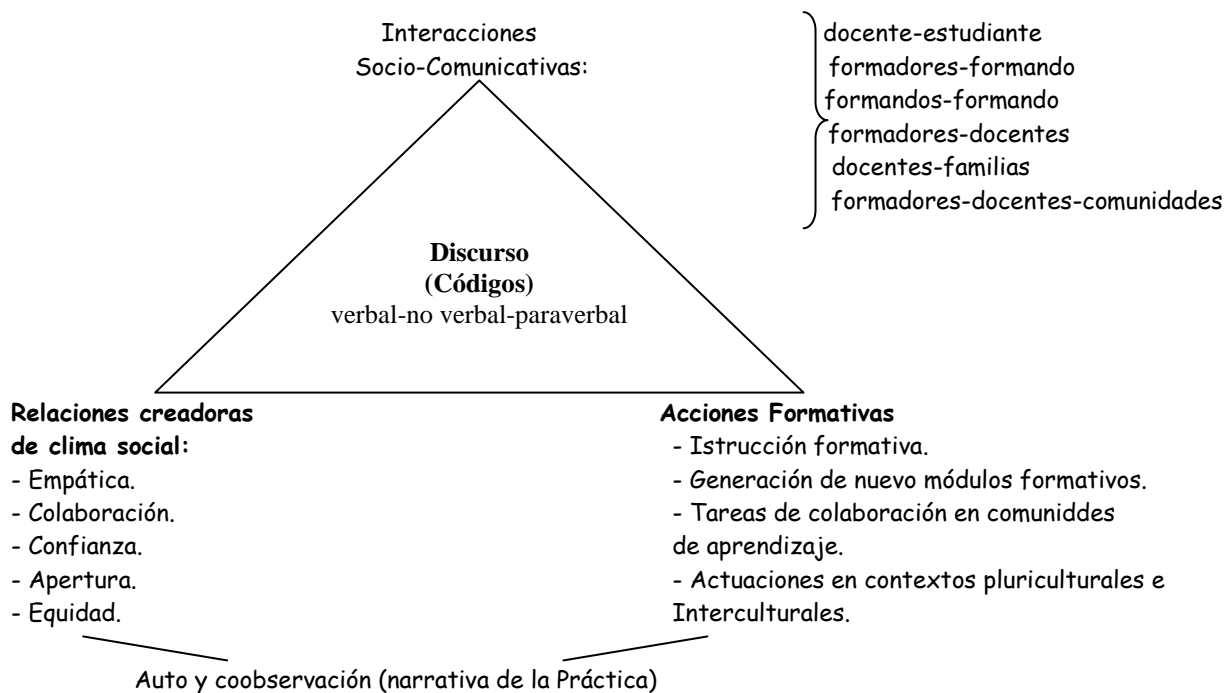 Interacciones
Socio-Comunicativas:
docente-estudiante
formadores-formando
formandos-formando
formadores-docentes
docentes-familias
formadores-docentes-comunidades
Discurso
(Códigos)
verbal-no verbal-paraverbal
Relaciones creadoras
de clima social:
- Empática.
- Colaboración.
- Confianza.
- Apertura.
- Equidad.
Acciones Formativas
- Istrucción formativa.
- Generación de nuevo módulos formativos.
- Tareas de colaboración en comuniddes
de aprendizaje.
- Actuaciones en contextos pluriculturales e
Interculturales.
Auto y coobservación (narrativa de la Práctica)